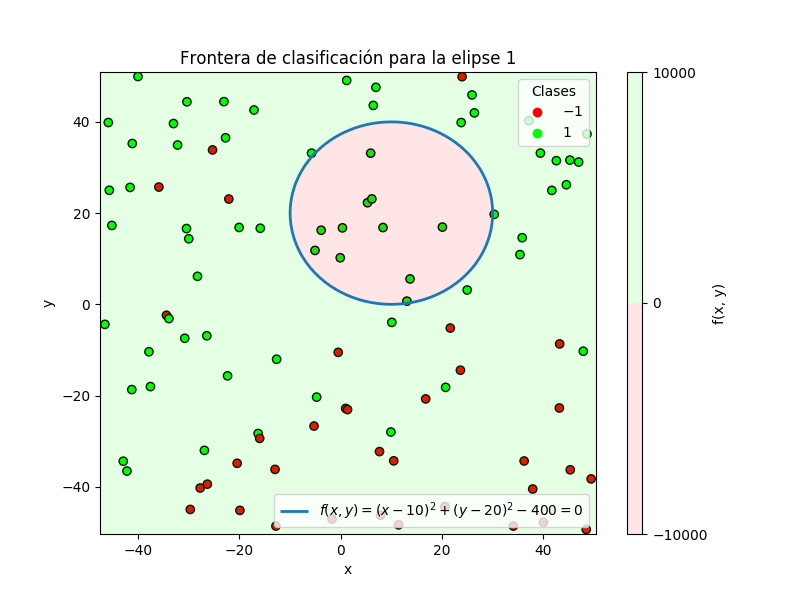 Frontera de clasificación para la elipse 1
Clases
−1
1
40
20
0
−20
−40
y
−40
−20
0
20
40
x
f(x, y) = (x − 10)² + (y − 20)² − 400 = 0
10000
0
−10000
f(x, y)